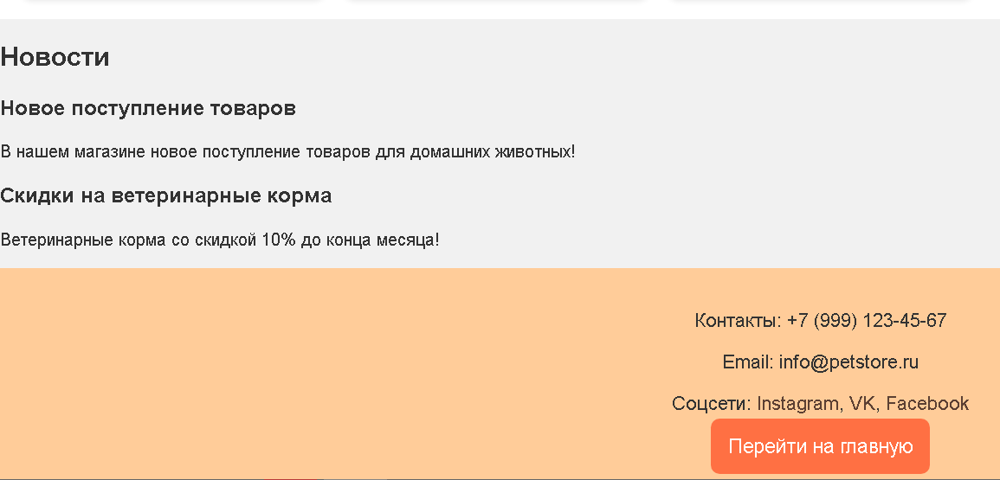 Новости
Новое поступление товаров
В нашем магазине новое поступление товаров для домашних животных!
Скидки на ветеринарные корма
Ветеринарные корма со скидкой 10% до конца месяца!
Контакты: +7 (999) 123-45-67
Email: info@petstore.ru
Соцсети: Instagram, VK, Facebook
Перейти на главную